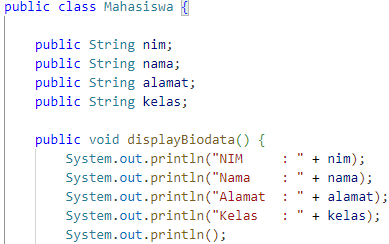 public class Mahasiswa {
    public String nim;
    public String nama;
    public String alamat;
    public String kelas;
    public void displayBiodata() {
        System.out.println("NIM     : " + nim);
        System.out.println("Nama    : " + nama);
        System.out.println("Alamat  : " + alamat);
        System.out.println("Kelas   : " + kelas);
        System.out.println();